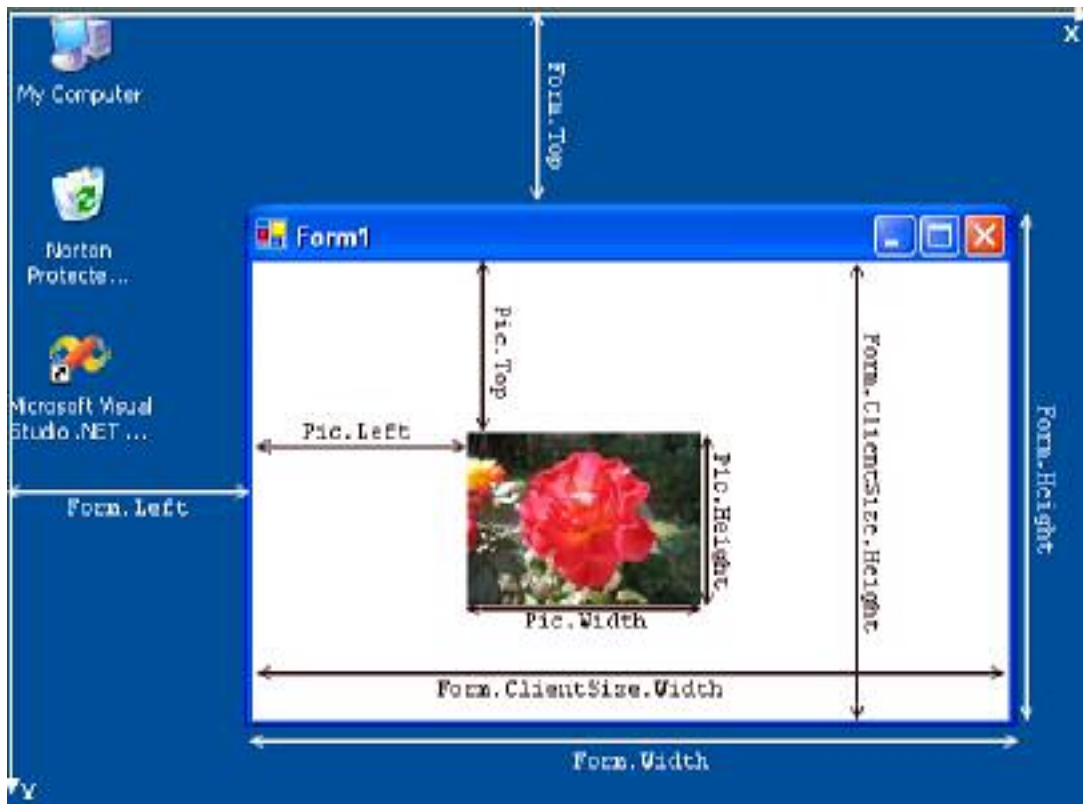 X
My Computer
Form.Top
Norton
Protecte...
Form1
Pic.Top
Form.ClientSize.Height
Form.Height
Microsoft Visual
Studio .NET ...
Pic.Left
Pic.Height
Form.Left
Pic.Width
Form.ClientSize.Width
Form.Width
Y